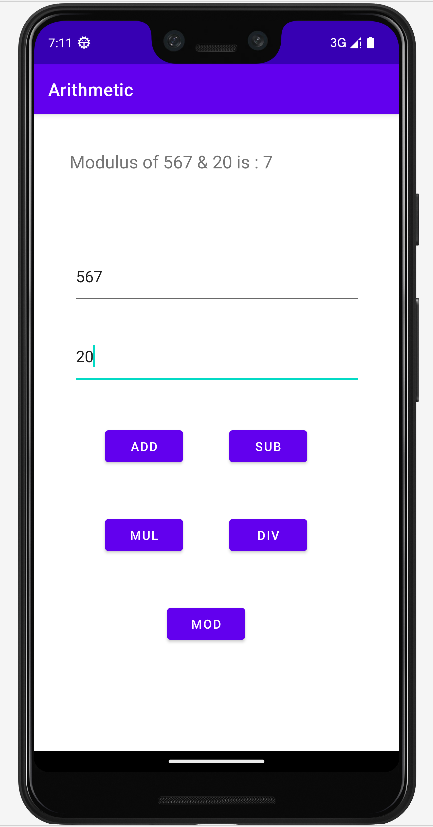 7:11 3G
Arithmetic
Modulus of 567 & 20 is : 7
567
20
ADD SUB
MUL DIV
MOD